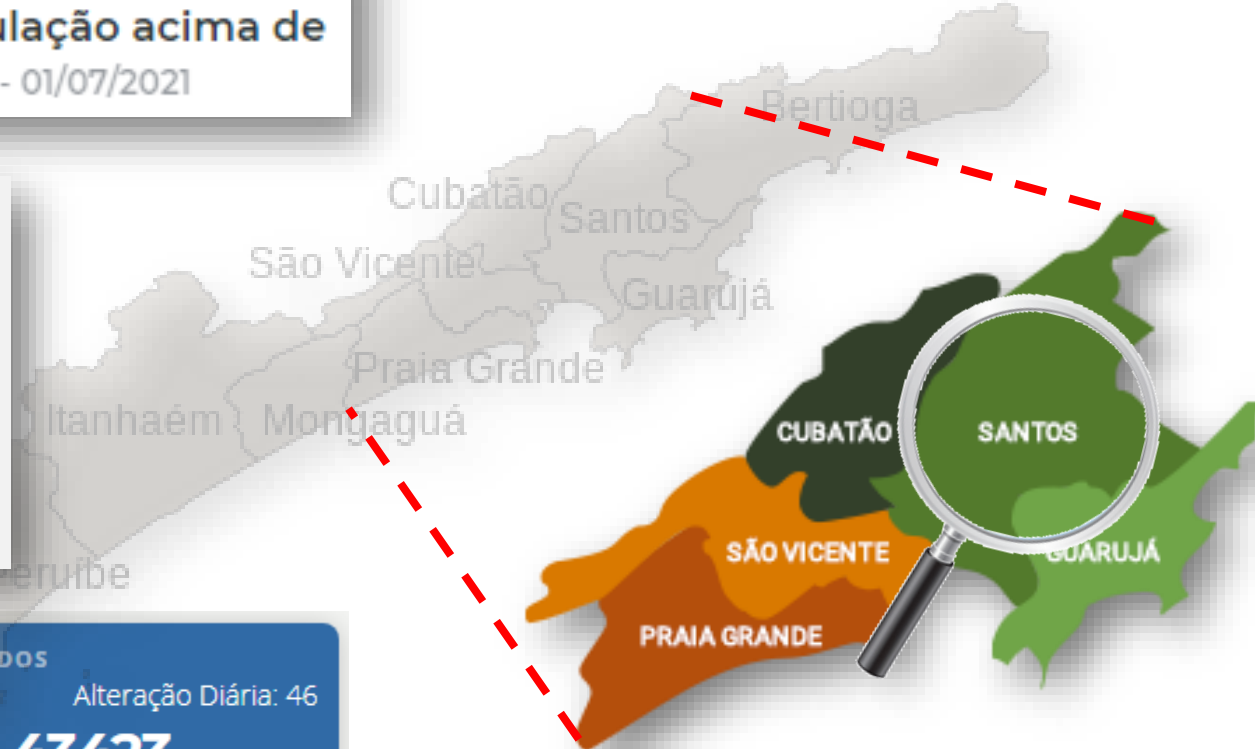 ulação acima de
- 01/07/2021
Bertioga
Cubatão
Santos
São Vicente
Guarujá
Praia Grande
Itanhaém
Mongaguá
eruíbe
CUBATÃO
SANTOS
SÃO VICENTE
GUARUJÁ
PRAIA GRANDE
DOS
Alteração Diária: 46